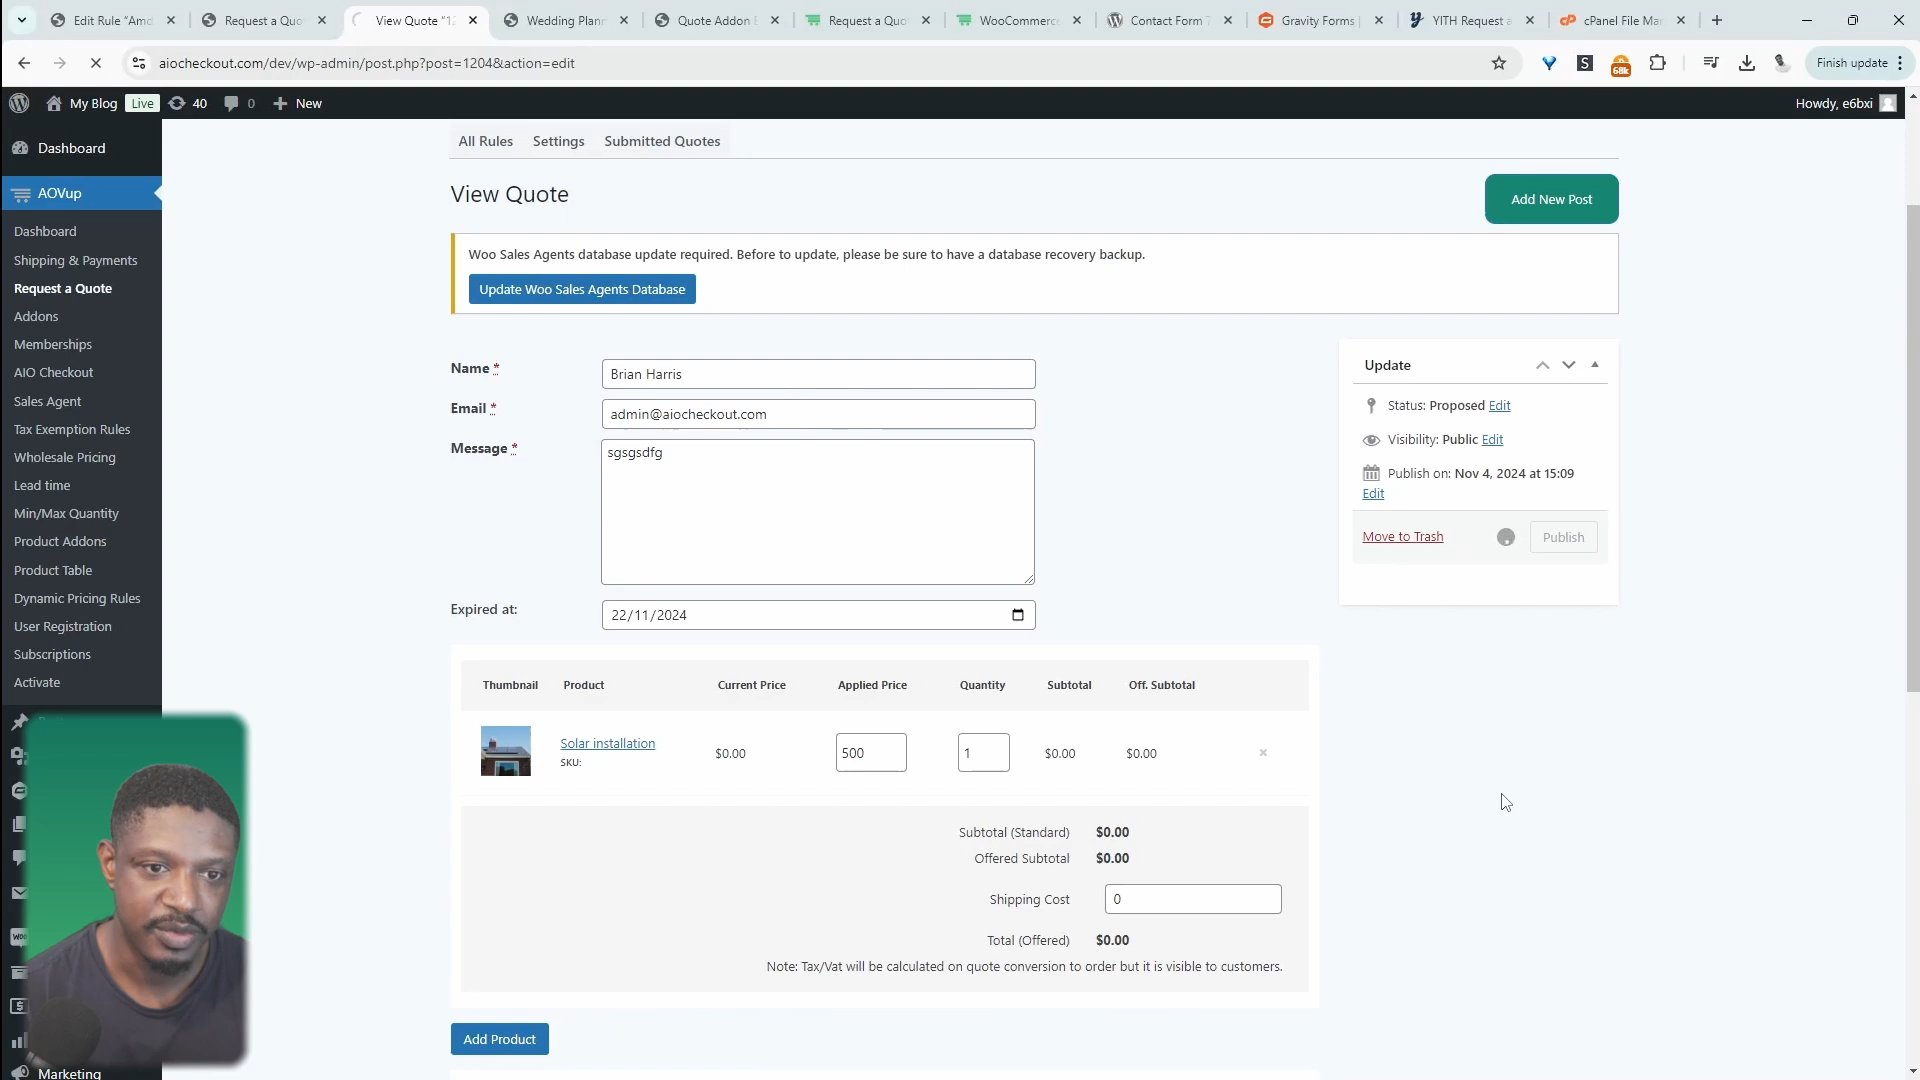 Edit Rule “Amd
Request a Quo
View Quote "12
Wedding Plann
Quote Addon E
Request a Quo
WooCommerce
Contact Form 7
Gravity Forms |
YITH Request a
cPanel File Ma
aiocheckout.com/dev/wp-admin/post.php?post=1204&action=edit
S
68k
Finish update
My Blog
Live
40
0
New
Howdy, e6bxi
Dashboard
AOVup
Dashboard
Shipping & Payments
Request a Quote
Addons
Memberships
AIO Checkout
Sales Agent
Tax Exemption Rules
Wholesale Pricing
Lead time
Min/Max Quantity
Product Addons
Product Table
Dynamic Pricing Rules
User Registration
Subscriptions
Activate
Marketing
All Rules
Settings
Submitted Quotes
View Quote
Add New Post
Woo Sales Agents database update required. Before to update, please be sure to have a database recovery backup.
Update Woo Sales Agents Database
Name *
Brian Harris
Email *
admin@aiocheckout.com
Message *
sgsgsdfg
Expired at:
22/11/2024
Update
Status: Proposed Edit
Visibility: Public Edit
Publish on: Nov 4, 2024 at 15:09
Edit
Move to Trash
Publish
Thumbnail
Product
Current Price
Applied Price
Quantity
Subtotal
Off. Subtotal
Solar installation
SKU:
$0.00
500
1
$0.00
$0.00
×
Subtotal (Standard) $0.00
Offered Subtotal $0.00
Shipping Cost 0
Total (Offered) $0.00
Note: Tax/Vat will be calculated on quote conversion to order but it is visible to customers.
Add Product